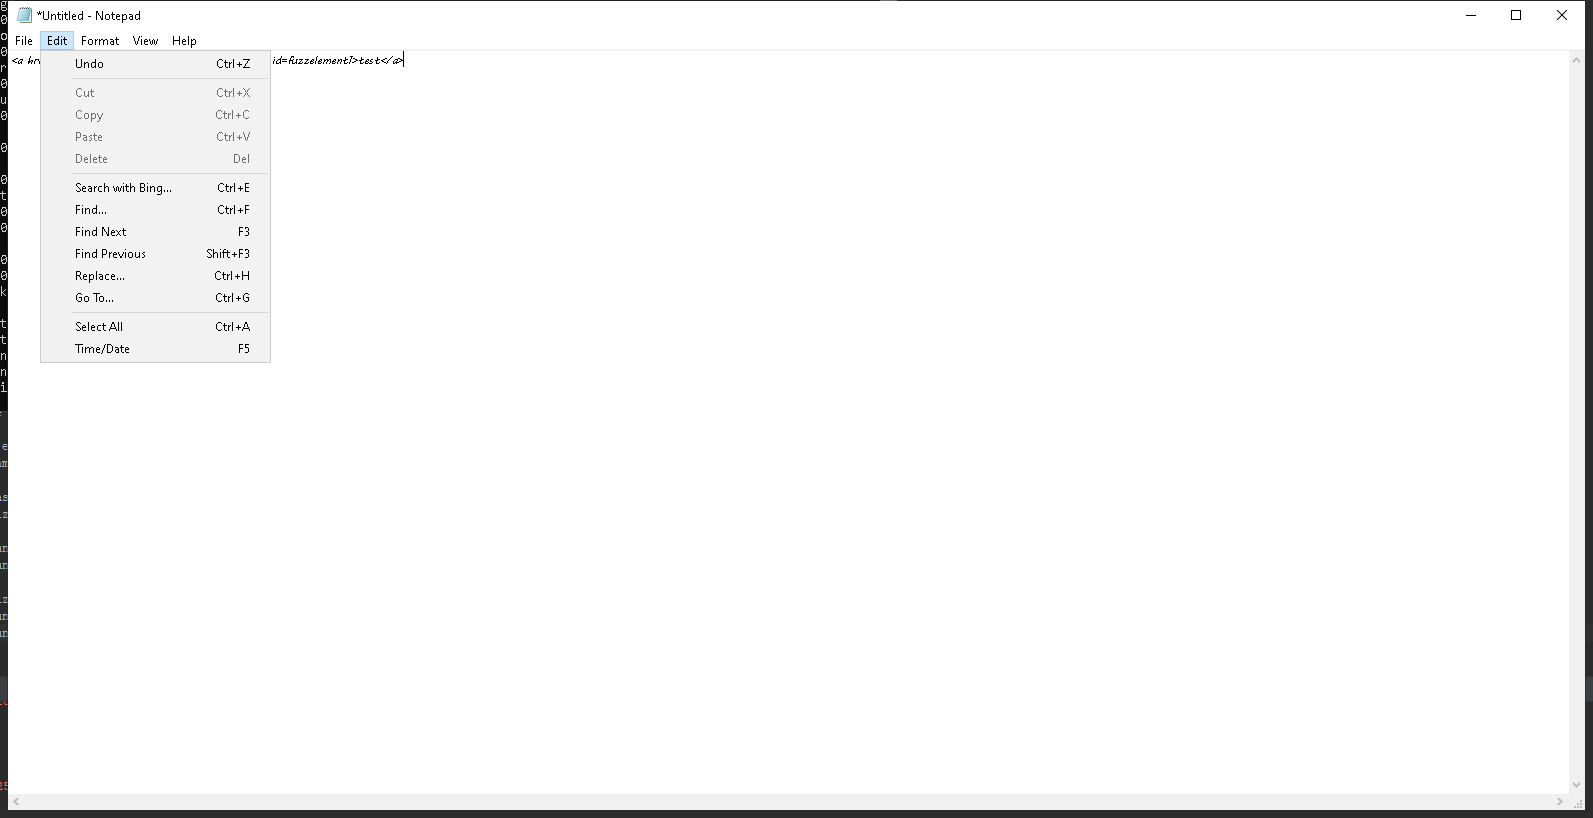 *Untitled - Notepad
File Edit Format View Help
<a hr id=fuzzelement1>test</a>
Undo Ctrl+Z
Cut Ctrl+X
Copy Ctrl+C
Paste Ctrl+V
Delete Del
Search with Bing... Ctrl+E
Find... Ctrl+F
Find Next F3
Find Previous Shift+F3
Replace... Ctrl+H
Go To... Ctrl+G
Select All Ctrl+A
Time/Date F5